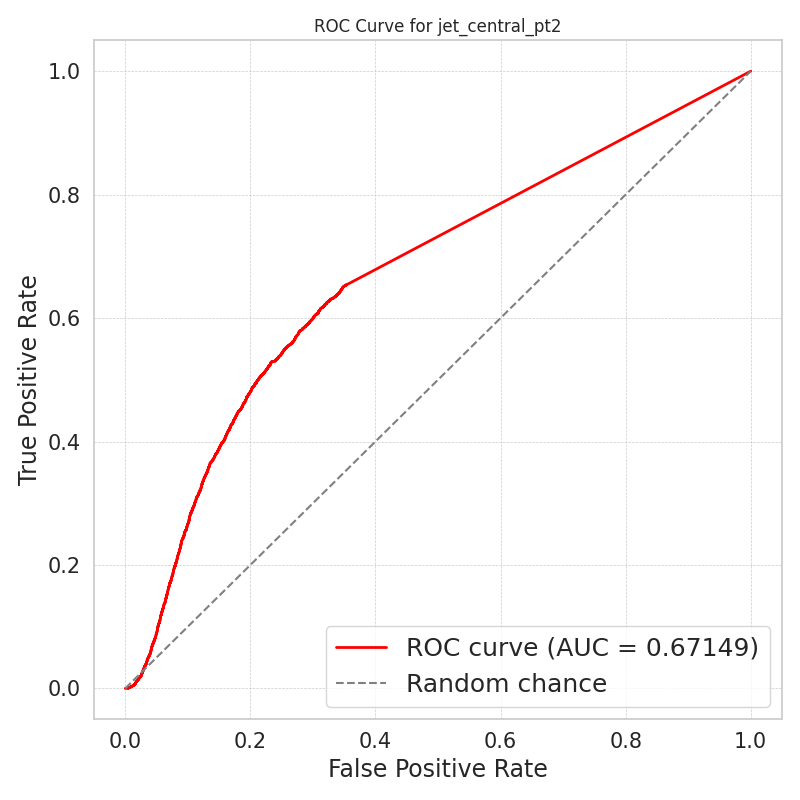 ROC Curve for jet_central_pt2
1.0
0.8
0.6
0.4
0.2
0.0
True Positive Rate
ROC curve (AUC = 0.67149)
Random chance
0.0 0.2 0.4 0.6 0.8 1.0
False Positive Rate